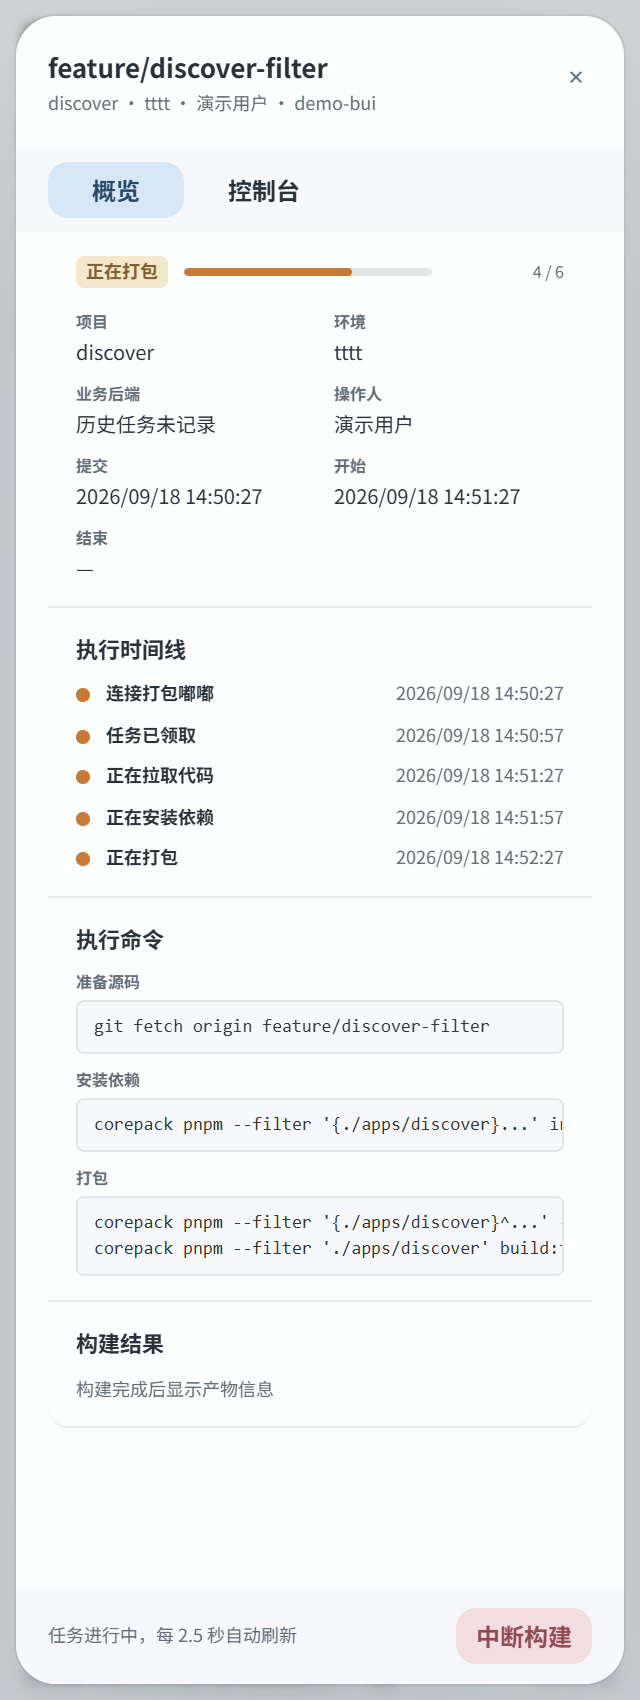 feature/discover-filter
×
discover • tttt • 演示用户 • demo-bui
概览 控制台
正在打包 4 / 6
项目 环境
discover tttt
业务后端 操作人
历史任务未记录 演示用户
提交 开始
2026/09/18 14:50:27 2026/09/18 14:51:27
结束
—
执行时间线
连接打包嘟嘟 2026/09/18 14:50:27
任务已领取 2026/09/18 14:50:57
正在拉取代码 2026/09/18 14:51:27
正在安装依赖 2026/09/18 14:51:57
正在打包 2026/09/18 14:52:27
执行命令
准备源码
git fetch origin feature/discover-filter
安装依赖
corepack pnpm --filter '{./apps/discover}...'
打包
corepack pnpm --filter '{./apps/discover}^...'
corepack pnpm --filter './apps/discover' build:
构建结果
构建完成后显示产物信息
任务进行中，每 2.5 秒自动刷新 中断构建